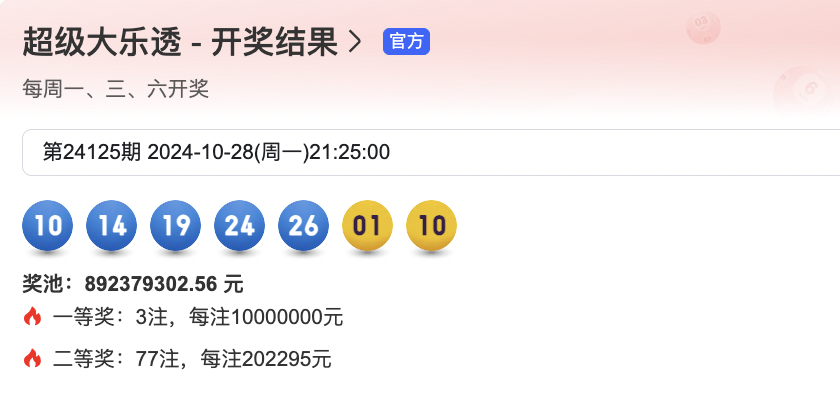 超级大乐透 - 开奖结果 官方
每周一、三、六开奖
第24125期 2024-10-28(周一)21:25:00
10 14 19 24 26 01 10
奖池：892379302.56 元
一等奖：3注，每注10000000元
二等奖：77注，每注202295元